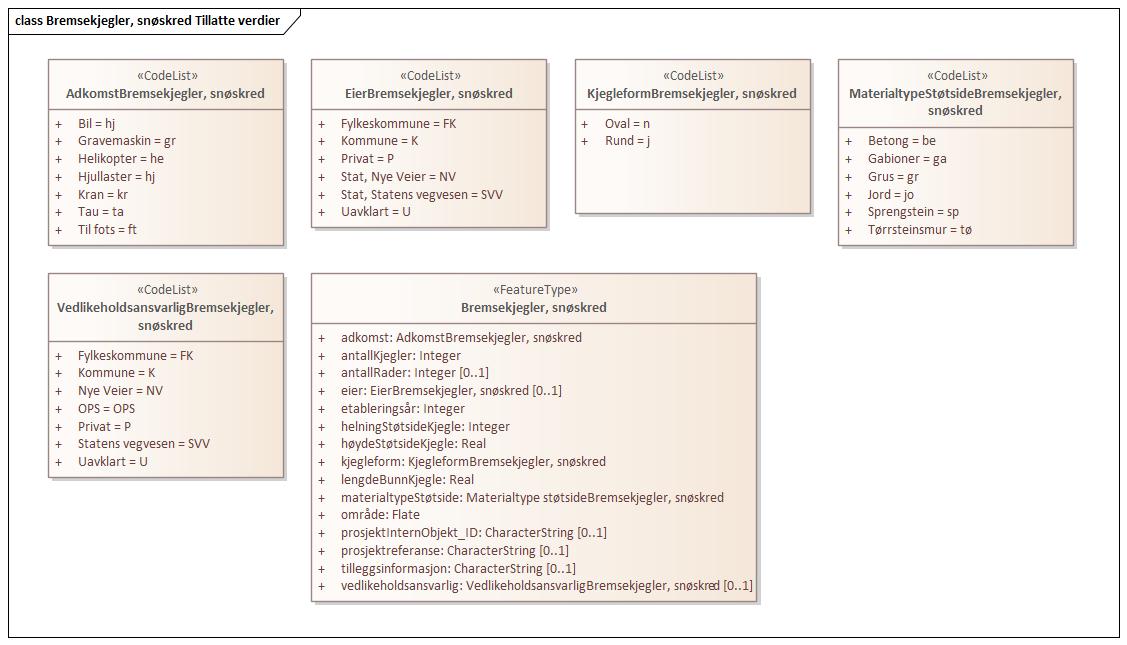 class Bremsekjegler, snøskred Tillatte verdier
«CodeList»
AdkomstBremsekjegler, snøskred
+ Bil = hj
+ Gravemaskin = gr
+ Helikopter = he
+ Hjullaster = hj
+ Kran = kr
+ Tau = ta
+ Til fots = ft
«CodeList»
EierBremsekjegler, snøskred
+ Fylkeskommune = FK
+ Kommune = K
+ Privat = P
+ Stat, Nye Veier = NV
+ Stat, Statens vegvesen = SVV
+ Uavklart = U
«CodeList»
KjegleformBremsekjegler, snøskred
+ Oval = n
+ Rund = j
«CodeList»
MaterialtypeStøtsideBremsekjegler,
snøskred
+ Betong = be
+ Gabioner = ga
+ Grus = gr
+ Jord = jo
+ Sprengstein = sp
+ Tørrsteinsmur = tø
«CodeList»
VedlikeholdsansvarligBremsekjegler,
snøskred
+ Fylkeskommune = FK
+ Kommune = K
+ Nye Veier = NV
+ OPS = OPS
+ Privat = P
+ Statens vegvesen = SVV
+ Uavklart = U
«FeatureType»
Bremsekjegler, snøskred
+ adkomst: AdkomstBremsekjegler, snøskred
+ antallKjegler: Integer
+ antallRader: Integer [0..1]
+ eier: EierBremsekjegler, snøskred [0..1]
+ etableringsår: Integer
+ helningStøtsideKjegle: Integer
+ høydeStøtsideKjegle: Real
+ kjegleform: KjegleformBremsekjegler, snøskred
+ lengdeBunnKjegle: Real
+ materialtypeStøtside: Materialtype støtsideBremsekjegler, snøskred
+ område: Flate
+ prosjektInternObjekt_ID: CharacterString [0..1]
+ prosjektreferanse: CharacterString [0..1]
+ tilleggsinformasjon: CharacterString [0..1]
+ vedlikeholdsansvarlig: VedlikeholdsansvarligBremsekjegler, snøskred [0..1]